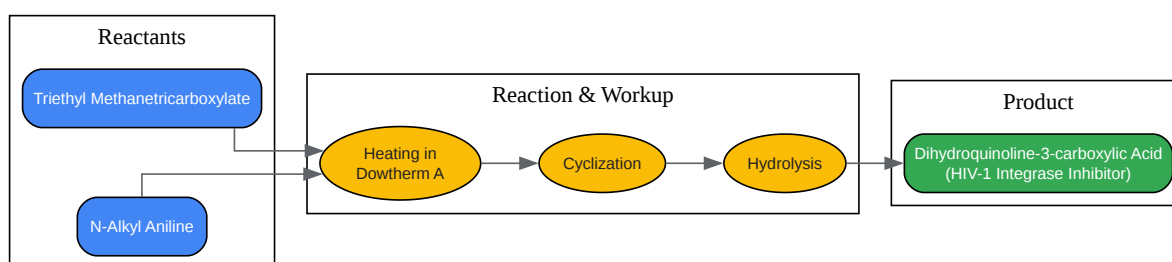 Reactants
Triethyl Methanetricarboxylate
N-Alkyl Aniline
Reaction & Workup
Heating in
Dowtherm A
Cyclization
Hydrolysis
Product
Dihydroquinoline-3-carboxylic Acid
(HIV-1 Integrase Inhibitor)